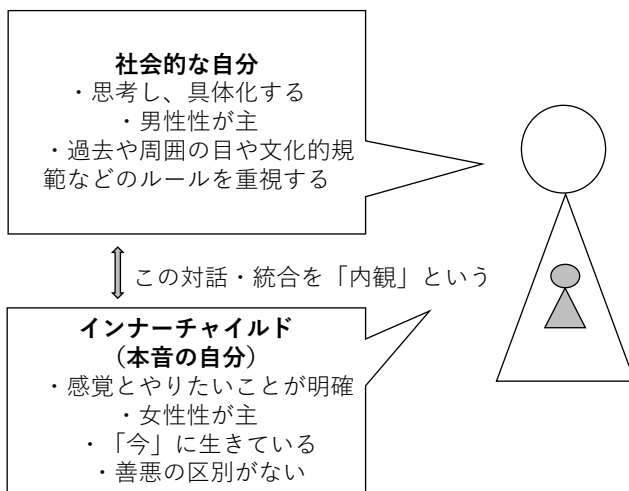 社会的な自分
・思考し、具体化する
・男性性が主
・過去や周囲の目や文化的規
範などのルールを重視する
この対話・統合を「内観」という
インナーチャイルド
（本音の自分）
・感覚とやりたいことが明確
・女性性が主
・「今」に生きている
・善悪の区別がない